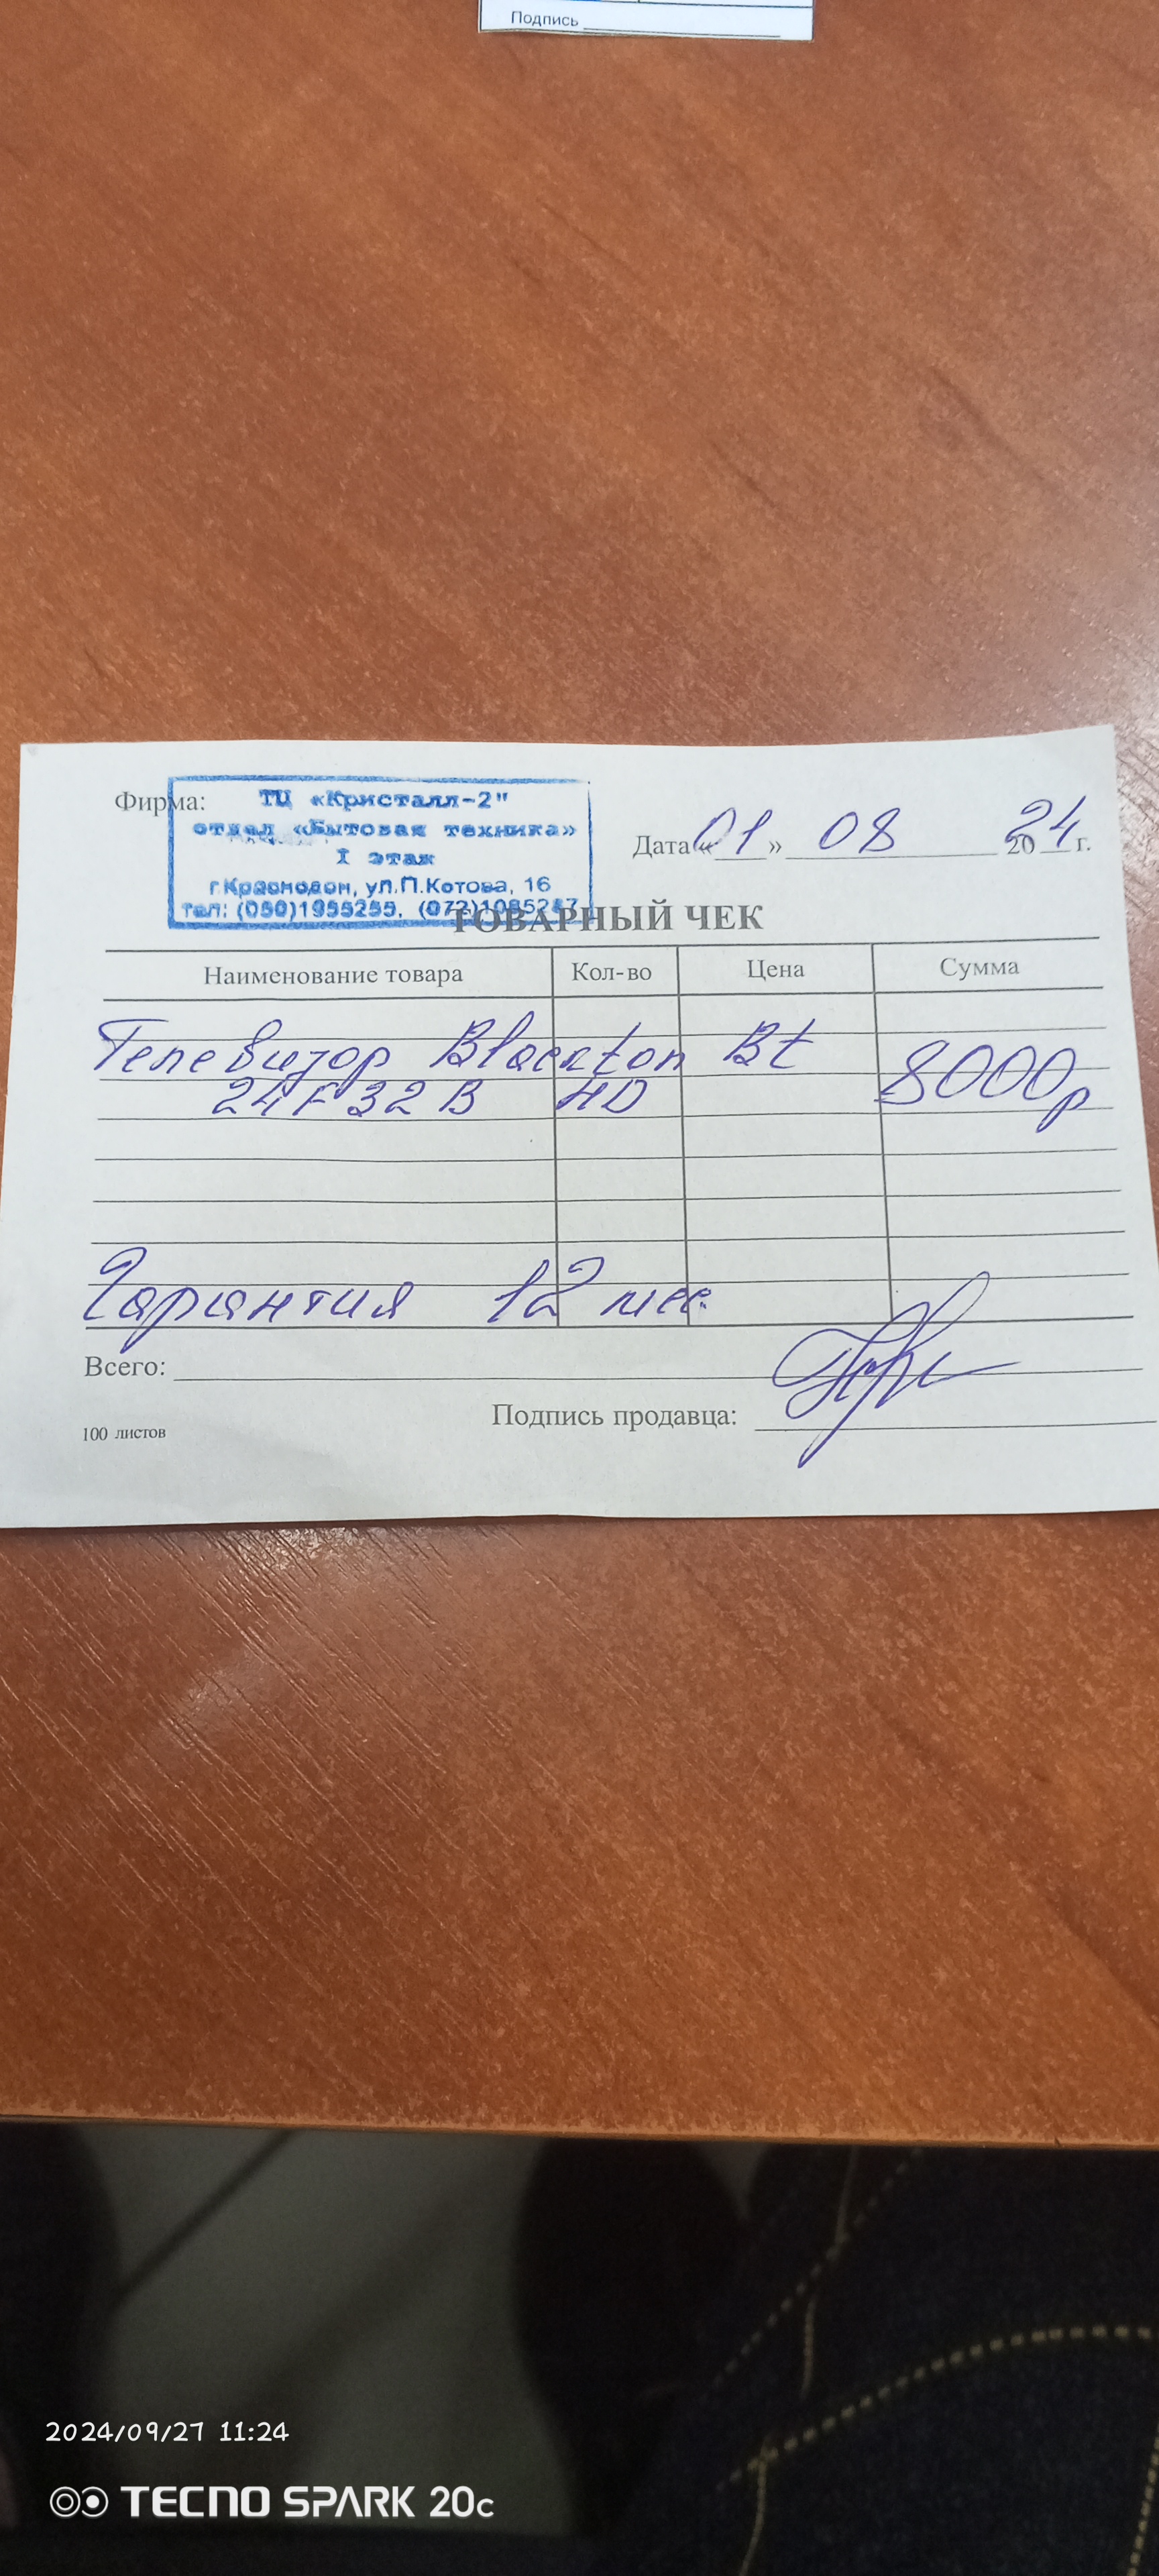 Подпись
Фирма:
ТЦ «Кристалл-2"
отдел «Бытовая техника»
I этаж
г.Краснодон, ул.П.Котова, 16
тел: (050)1955255, (072)1085247
Дата «01» 08 2024 г.
ТОВАРНЫЙ ЧЕК
Наименование товара Кол-во Цена Сумма
Телевизор Blackton Bt 8000р
24F32B HD
Гарантия 12 мес.
Всего:
Подпись продавца:
100 листов
2024/09/27 11:24
TECNO SPARK 20C